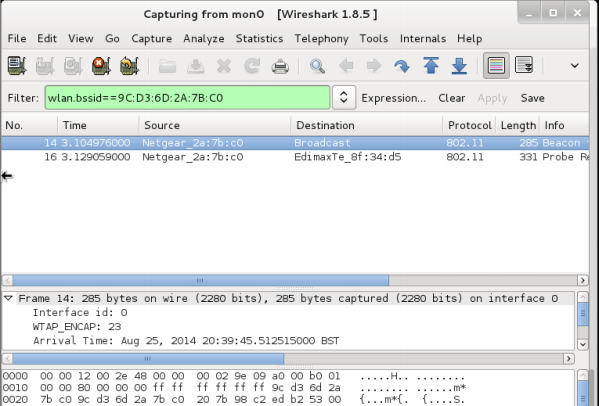 Capturing from mon0 [Wireshark 1.8.5 ]
File Edit View Go Capture Analyze Statistics Telephony Tools Internals Help
Filter: wlan.bssid==9C:D3:6D:2A:7B:C0 Expression... Clear Apply Save
No. Time Source Destination Protocol Length Info
14 3.104976000 Netgear_2a:7b:c0 Broadcast 802.11 285 Beacon
16 3.129059000 Netgear_2a:7b:c0 EdimaxTe_8f:34:d5 802.11 331 Probe Re
Frame 14: 285 bytes on wire (2280 bits), 285 bytes captured (2280 bits) on interface 0
Interface id: 0
WTAP_ENCAP: 23
Arrival Time: Aug 25, 2014 20:39:45.512515000 BST
0000 00 00 12 00 2e 48 00 00 00 02 9e 09 a0 00 b0 01 .....H.. ........
0010 00 00 80 00 00 00 ff ff ff ff ff ff 9c d3 6d 2a ........ ......m*
0020 7b c0 9c d3 6d 2a 7b c0 20 7b 98 c2 ed b2 53 00 {...m*{. {....S.